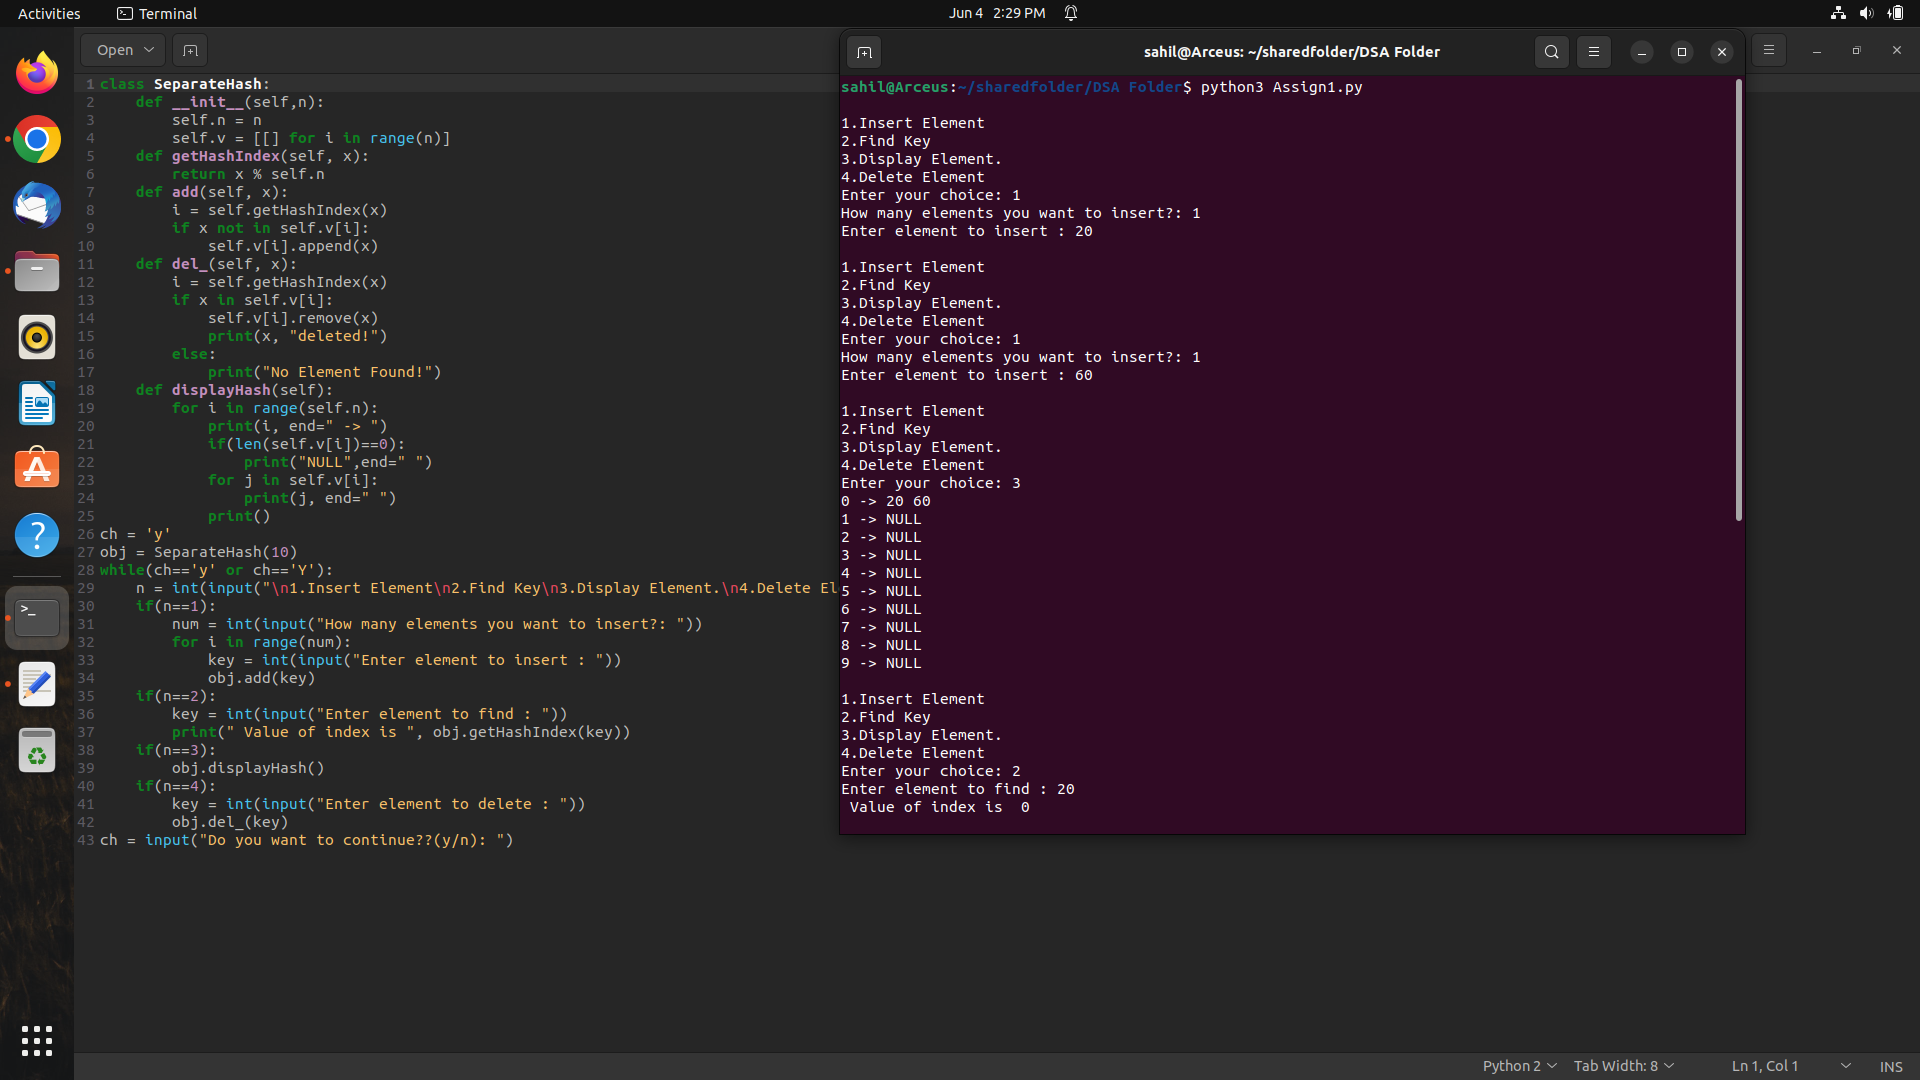 Activities
Terminal
Jun 4 2:29 PM
Open
1 class SeparateHash:
2     def __init__(self,n):
3         self.n = n
4         self.v = [[] for i in range(n)]
5     def getHashIndex(self, x):
6         return x % self.n
7     def add(self, x):
8         i = self.getHashIndex(x)
9         if x not in self.v[i]:
10             self.v[i].append(x)
11     def del_(self, x):
12         i = self.getHashIndex(x)
13         if x in self.v[i]:
14             self.v[i].remove(x)
15             print(x, "deleted!")
16         else:
17             print("No Element Found!")
18     def displayHash(self):
19         for i in range(self.n):
20             print(i, end=" -> ")
21             if(len(self.v[i])==0):
22                 print("NULL",end=" ")
23             for j in self.v[i]:
24                 print(j, end=" ")
25             print()
26 ch = 'y'
27 obj = SeparateHash(10)
28 while(ch=='y' or ch=='Y'):
29     n = int(input("\n1.Insert Element\n2.Find Key\n3.Display Element.\n4.Delete El
30     if(n==1):
31         num = int(input("How many elements you want to insert?: "))
32         for i in range(num):
33             key = int(input("Enter element to insert : "))
34             obj.add(key)
35     if(n==2):
36         key = int(input("Enter element to find : "))
37         print(" Value of index is ", obj.getHashIndex(key))
38     if(n==3):
39         obj.displayHash()
40     if(n==4):
41         key = int(input("Enter element to delete : "))
42         obj.del_(key)
43 ch = input("Do you want to continue??(y/n): ")
sahil@Arceus: ~/sharedfolder/DSA Folder
sahil@Arceus:~/sharedfolder/DSA Folder$ python3 Assign1.py
1.Insert Element
2.Find Key
3.Display Element.
4.Delete Element
Enter your choice: 1
How many elements you want to insert?: 1
Enter element to insert : 20
1.Insert Element
2.Find Key
3.Display Element.
4.Delete Element
Enter your choice: 1
How many elements you want to insert?: 1
Enter element to insert : 60
1.Insert Element
2.Find Key
3.Display Element.
4.Delete Element
Enter your choice: 3
0 -> 20 60
1 -> NULL
2 -> NULL
3 -> NULL
4 -> NULL
5 -> NULL
6 -> NULL
7 -> NULL
8 -> NULL
9 -> NULL
1.Insert Element
2.Find Key
3.Display Element.
4.Delete Element
Enter your choice: 2
Enter element to find : 20
 Value of index is  0
Python 2
Tab Width: 8
Ln 1, Col 1
INS